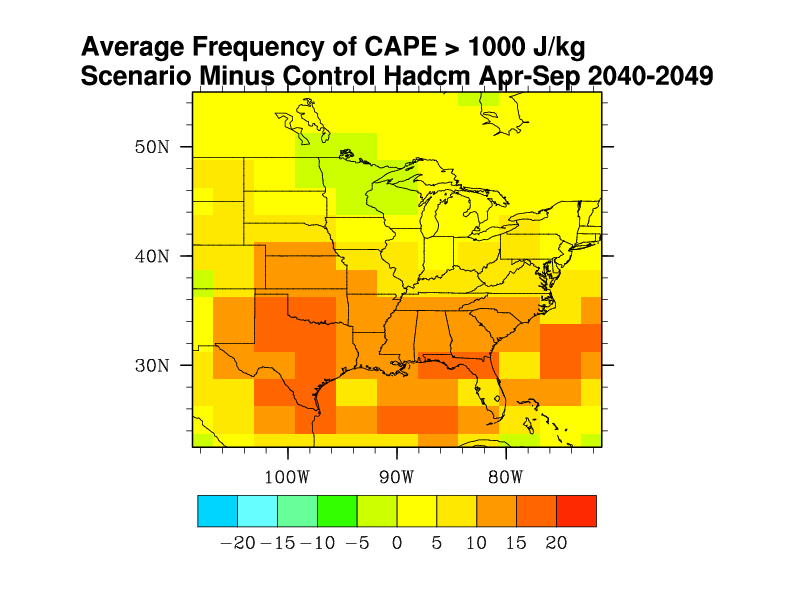 Average Frequency of CAPE > 1000 J/kg
Scenario Minus Control Hadcm Apr-Sep 2040-2049
50N
40N
30N
100W 90W 80W
−20 −15 −10 −5 0 5 10 15 20